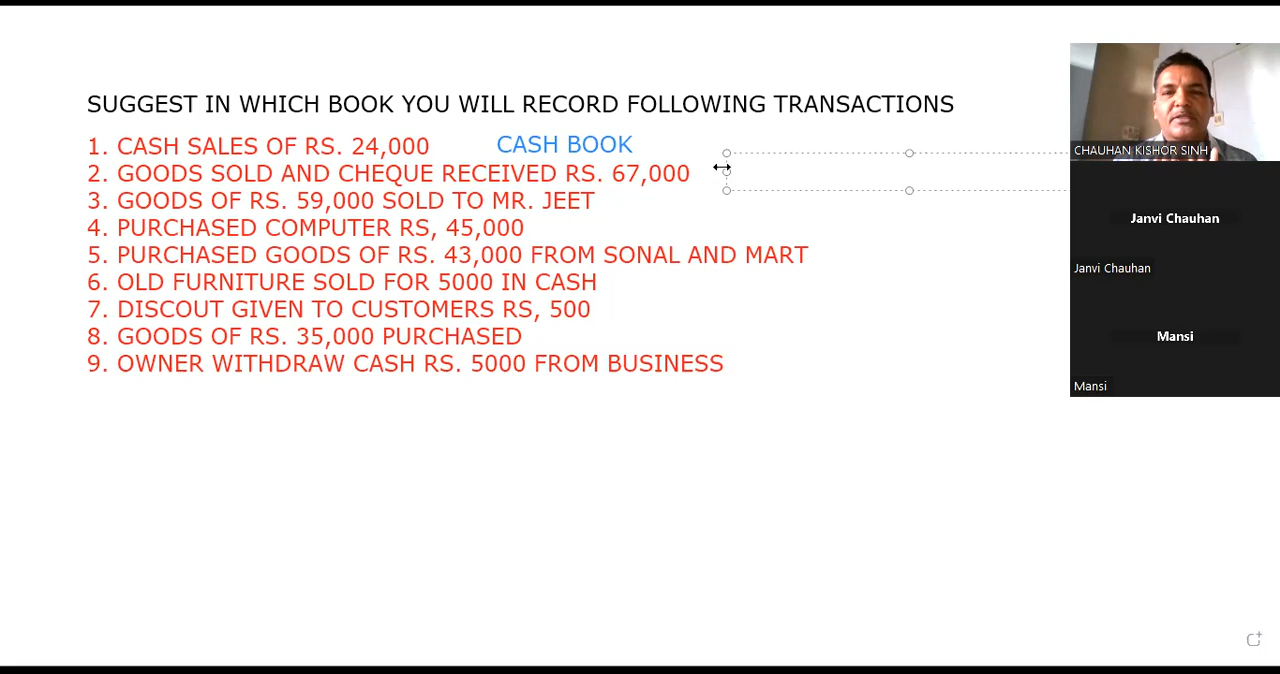 SUGGEST IN WHICH BOOK YOU WILL RECORD FOLLOWING TRANSACTIONS
1. CASH SALES OF RS. 24,000 CASH BOOK
2. GOODS SOLD AND CHEQUE RECEIVED RS. 67,000
3. GOODS OF RS. 59,000 SOLD TO MR. JEET
4. PURCHASED COMPUTER RS, 45,000
5. PURCHASED GOODS OF RS. 43,000 FROM SONAL AND MART
6. OLD FURNITURE SOLD FOR 5000 IN CASH
7. DISCOUT GIVEN TO CUSTOMERS RS, 500
8. GOODS OF RS. 35,000 PURCHASED
9. OWNER WITHDRAW CASH RS. 5000 FROM BUSINESS
CHAUHAN KISHOR SINH
Janvi Chauhan
Janvi Chauhan
Mansi
Mansi